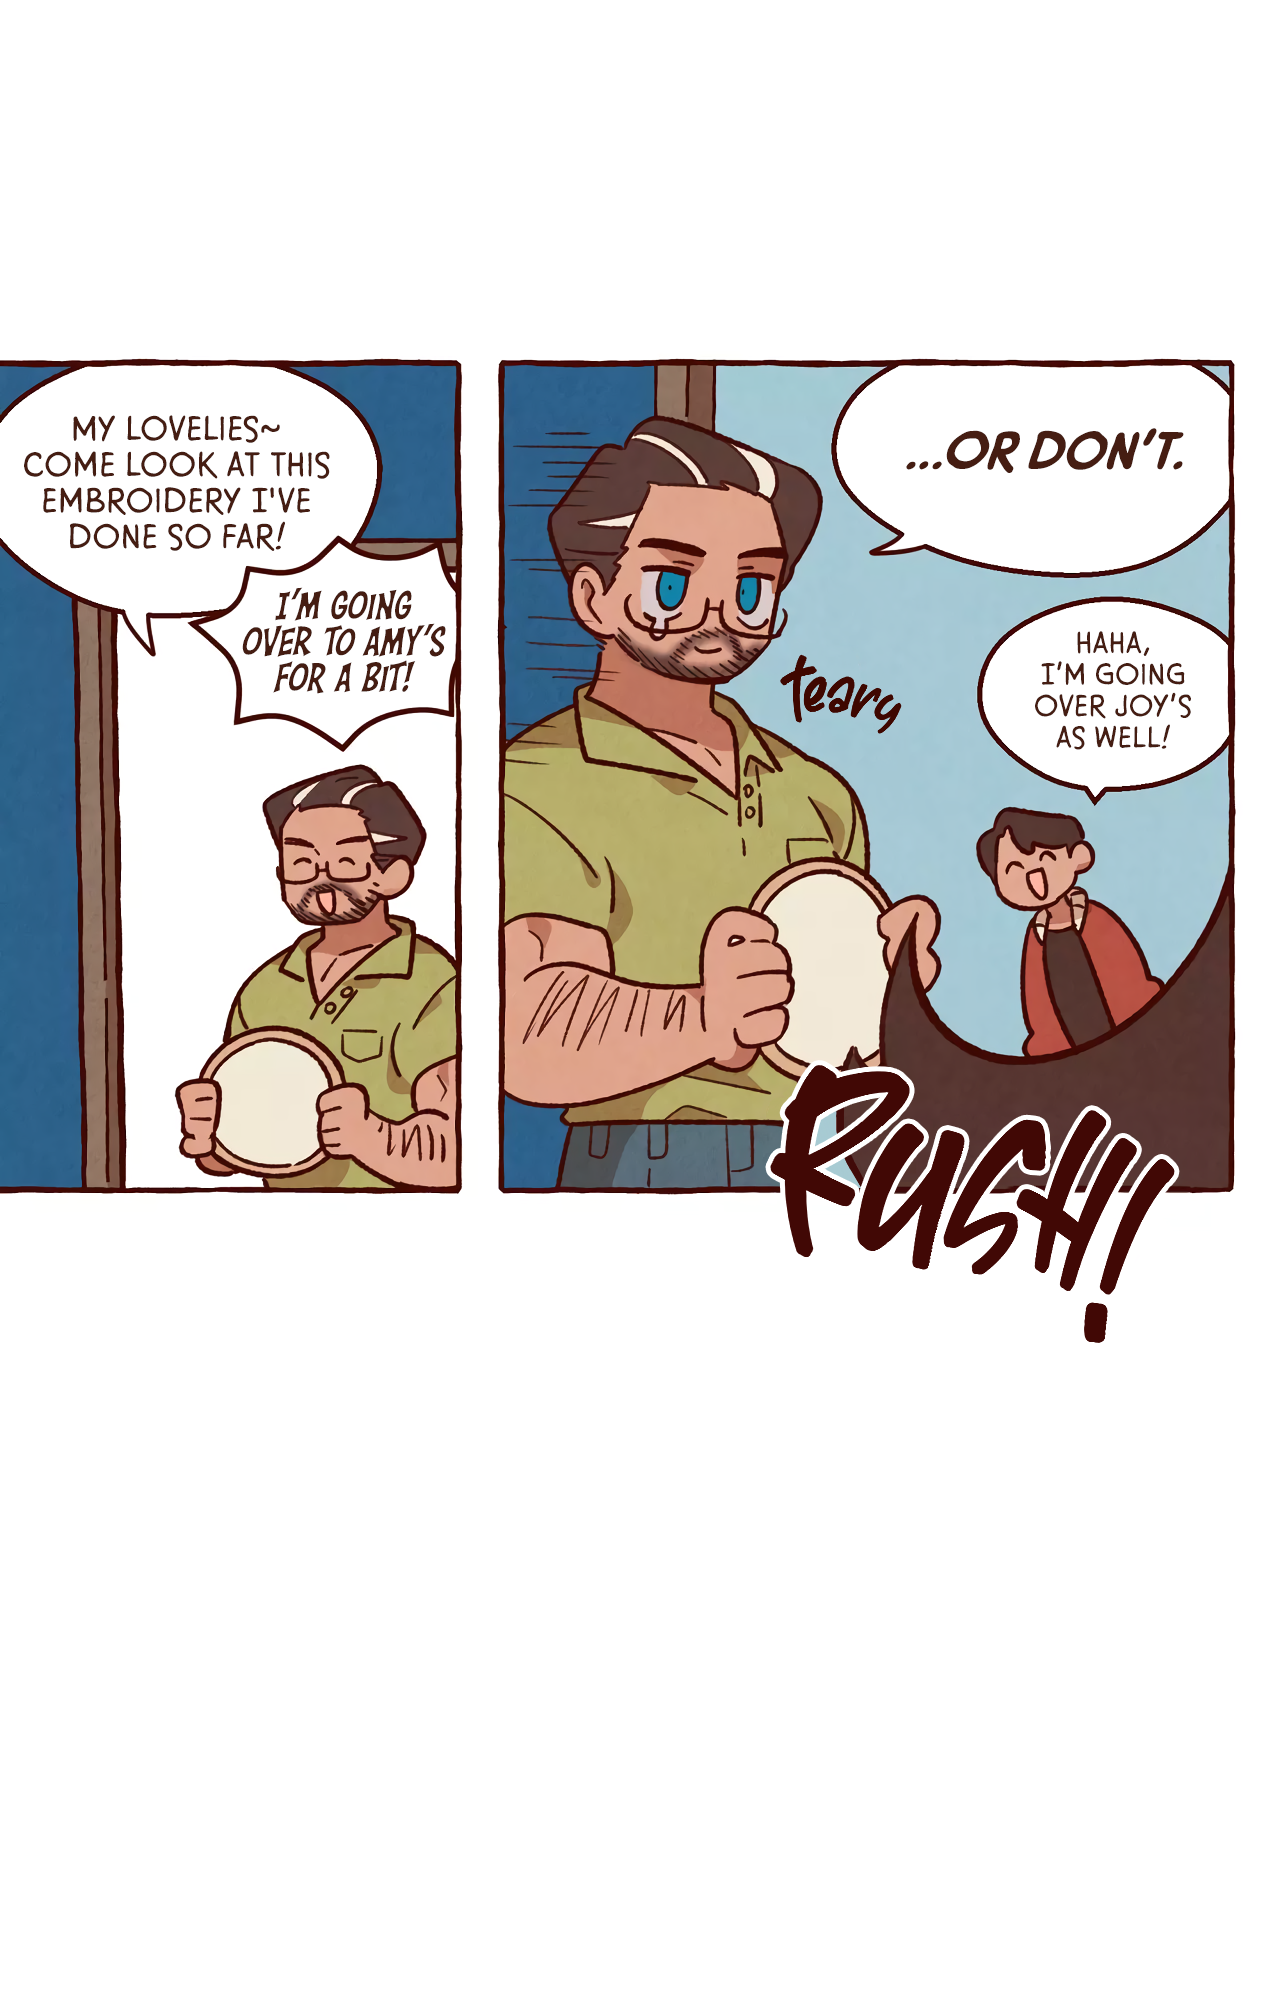 MY LOVELIES~
COME LOOK AT THIS
EMBROIDERY I'VE
DONE SO FAR!
I'M GOING
OVER TO AMY'S
FOR A BIT!
...OR DON'T.
HAHA,
I'M GOING
OVER JOY'S
AS WELL!
teary
RUSH!